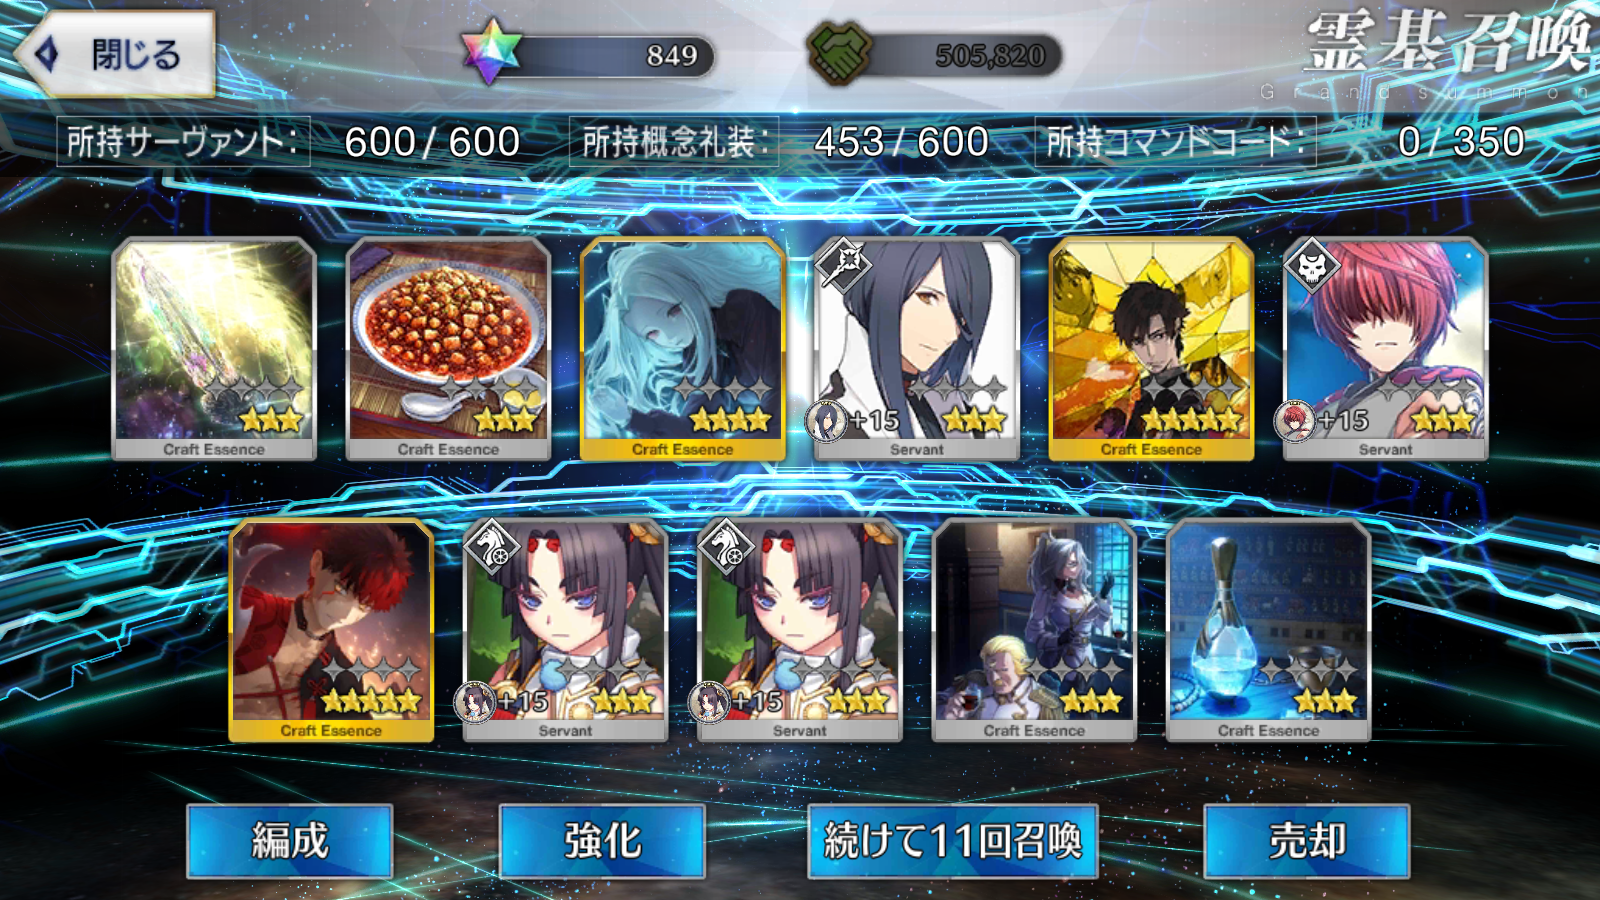 閉じる
849
505,820
霊基召喚
Grand summon
所持サーヴァント: 600 / 600
所持概念礼装: 453 / 600
所持コマンドコード: 0 / 350
Craft Essence
Craft Essence
Craft Essence
+15
Servant
Craft Essence
+15
Servant
Craft Essence
+15
Servant
+15
Servant
Craft Essence
Craft Essence
編成
強化
続けて11回召喚
売却